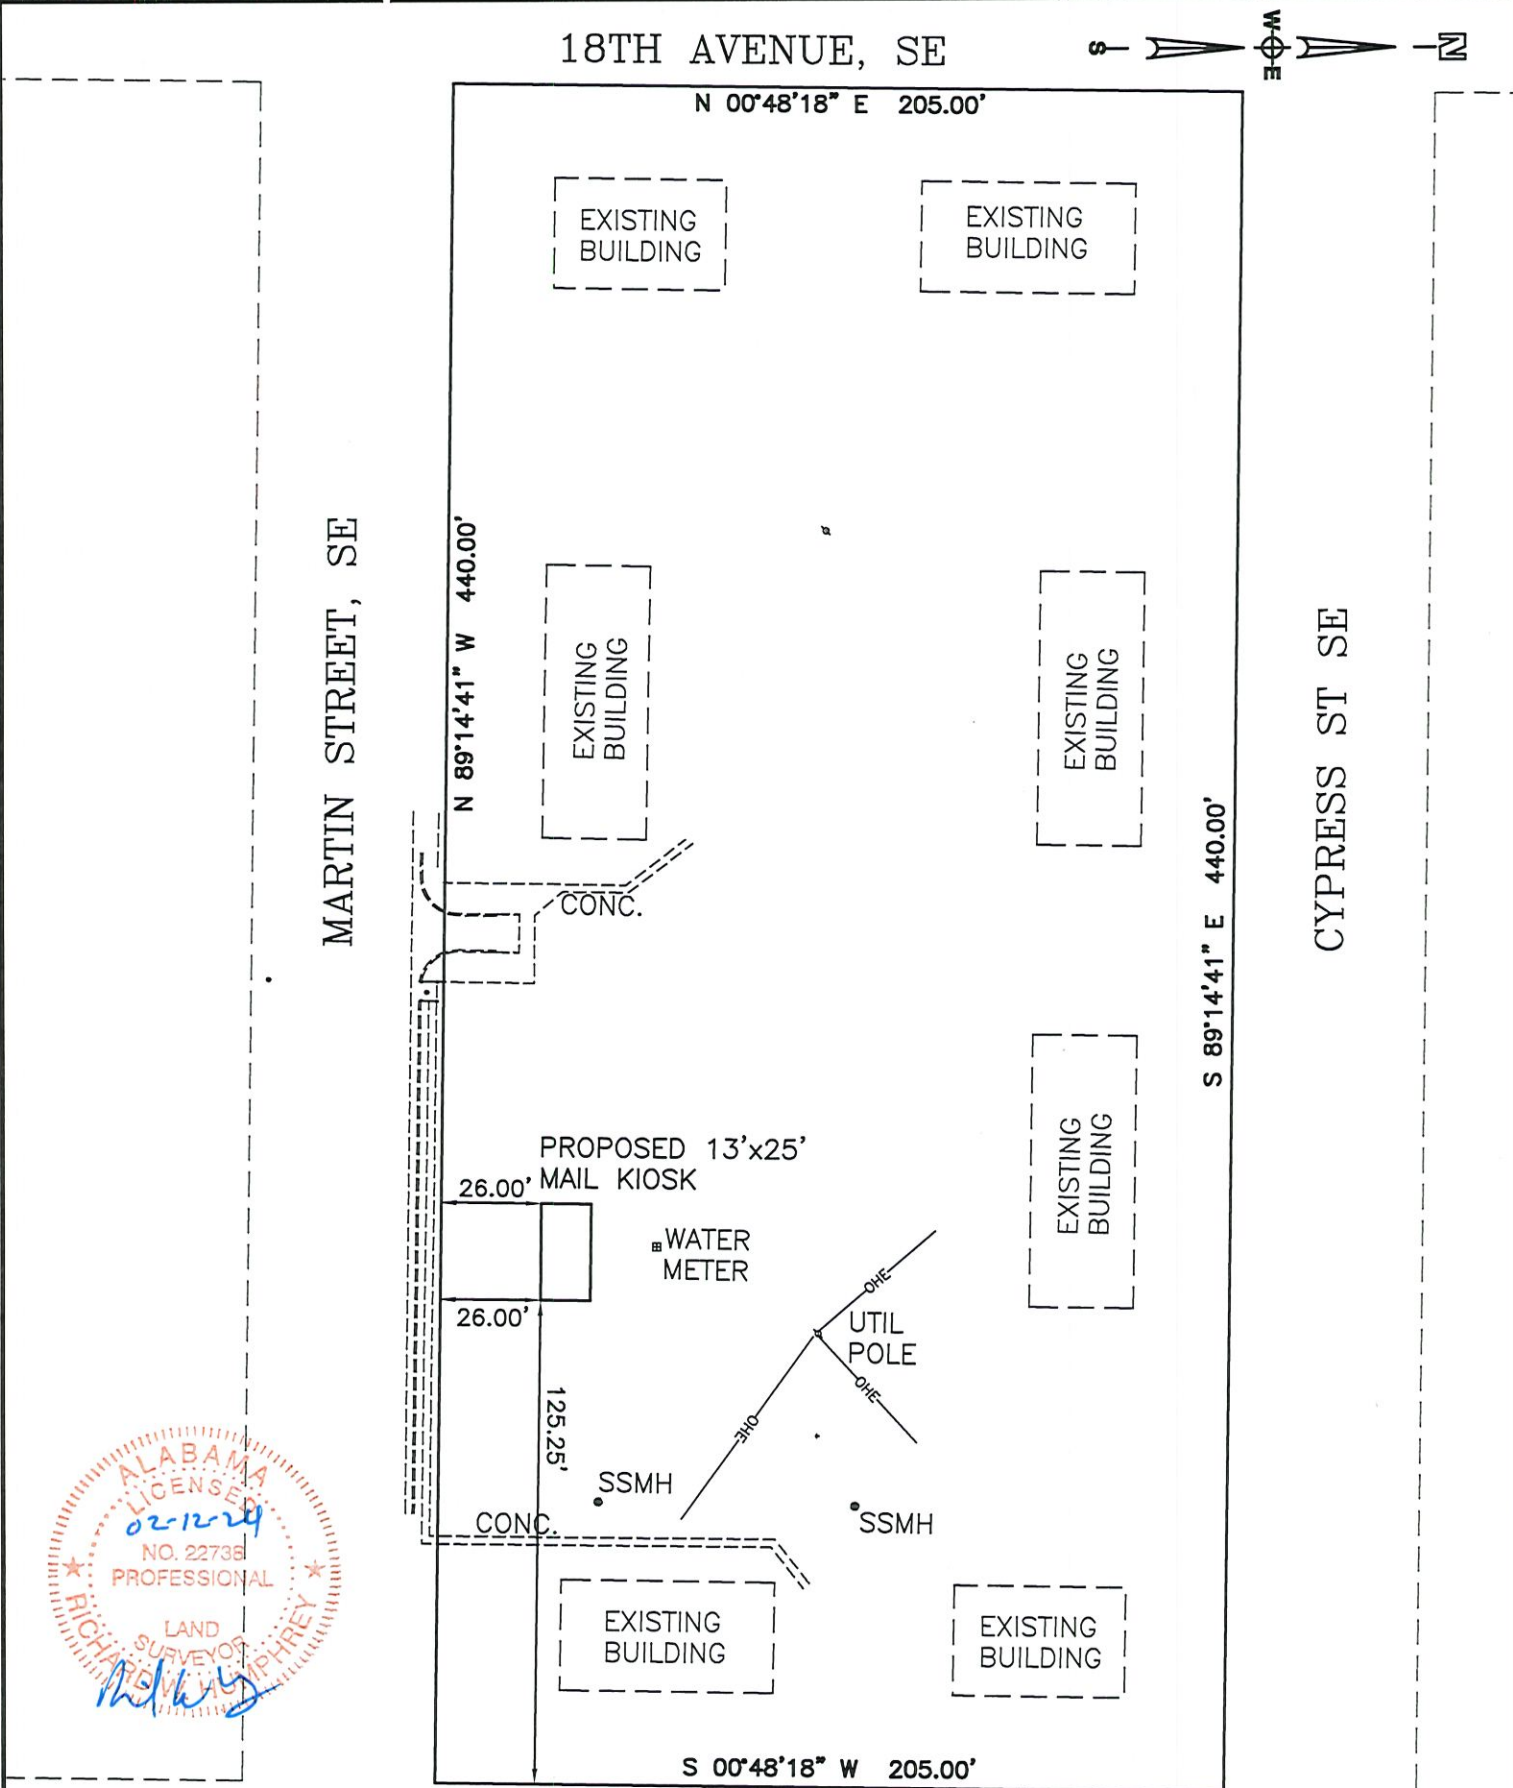 18TH AVENUE, SE
S
W
E
N
N 00°48'18" E 205.00'
EXISTING
BUILDING
EXISTING
BUILDING
MARTIN STREET, SE
N 89°14'41" W 440.00'
EXISTING
BUILDING
EXISTING
BUILDING
CYPRESS ST SE
S 89°14'41" E 440.00'
CONC.
EXISTING
BUILDING
PROPOSED 13'x25'
MAIL KIOSK
26.00'
WATER
METER
26.00'
OHE
UTIL
POLE
OHE
OHE
125.25'
SSMH
SSMH
CONC.
EXISTING
BUILDING
EXISTING
BUILDING
S 00°48'18" W 205.00'
ALABAMA
LICENSED
02-12-24
NO. 22736
PROFESSIONAL
LAND
SURVEYOR
RICHARD W. HUMPHREY